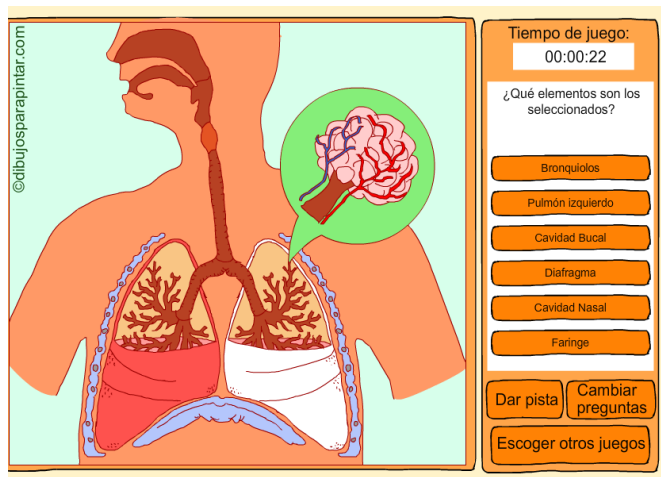 ©dibujosparapintar.com
Tiempo de juego:
00:00:22
¿Qué elementos son los
seleccionados?
Bronquíolos
Pulmón izquierdo
Cavidad Bucal
Diafragma
Cavidad Nasal
Faringe
Dar pista
Cambiar
preguntas
Escoger otros juegos